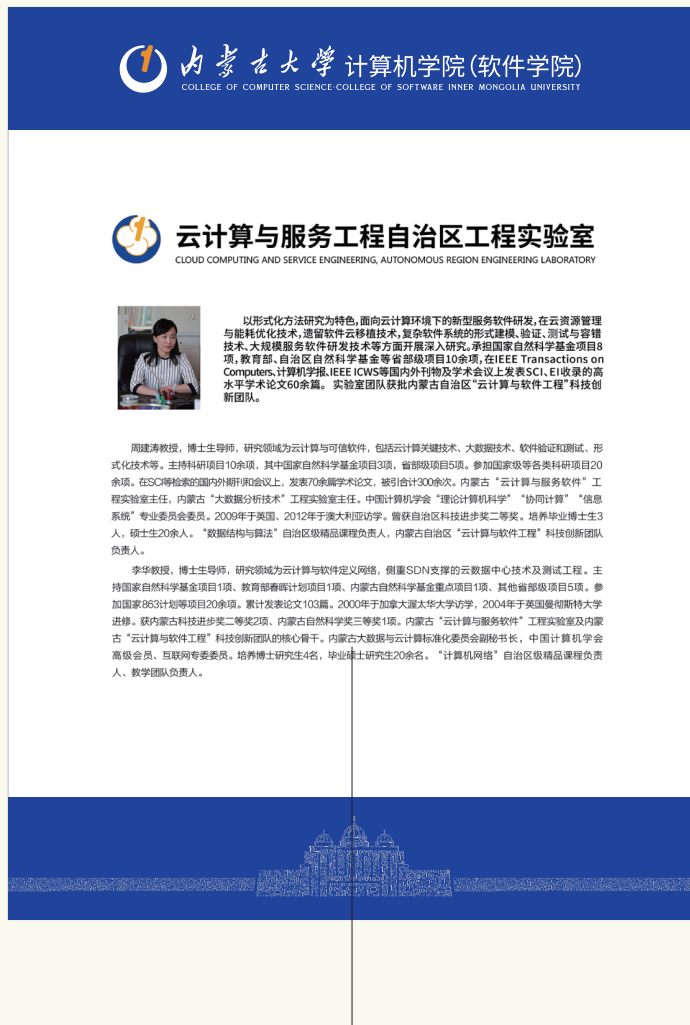 内蒙古大学 计算机学院(软件学院)
COLLEGE OF COMPUTER SCIENCE·COLLEGE OF SOFTWARE INNER MONGOLIA UNIVERSITY
云计算与服务工程自治区工程实验室
CLOUD COMPUTING AND SERVICE ENGINEERING, AUTONOMOUS REGION ENGINEERING LABORATORY
以形式化方法研究为特色,面向云计算环境下的新型服务软件研发,在云资源管理
与能耗优化技术,遗留软件云移植技术,复杂软件系统的形式建模、验证、测试与容错
技术、大规模服务软件研发技术等方面开展深入研究。承担国家自然科学基金项目8
项,教育部、自治区自然科学基金等省部级项目10余项,在IEEE Transactions on
Computers、计算机学报、IEEE ICWS等国内外刊物及学术会议上发表SCI、EI收录的高
水平学术论文60余篇。 实验室团队获批内蒙古自治区“云计算与软件工程”科技创
新团队。
周建涛教授,博士生导师,研究领域为云计算与可信软件,包括云计算关键技术、大数据技术、软件验证和测试、形
式化技术等。主持科研项目10余项,其中国家自然科学基金项目3项,省部级项目5项。参加国家级等各类科研项目20
余项。在SCI等检索的国内外期刊和会议上,发表70余篇学术论文,被引合计300余次。内蒙古“云计算与服务软件”工
程实验室主任,内蒙古“大数据分析技术”工程实验室主任。中国计算机学会“理论计算机科学”“协同计算”“信息
系统”专业委员会委员。2009年于英国、2012年于澳大利亚访学。曾获自治区科技进步奖二等奖。培养毕业博士生3
人,硕士生20余人。“数据结构与算法”自治区级精品课程负责人,内蒙古自治区“云计算与软件工程”科技创新团队
负责人。
李华教授,博士生导师,研究领域为云计算与软件定义网络,侧重SDN支撑的云数据中心技术及测试工程。主
持国家自然科学基金项目1项、教育部春晖计划项目1项、内蒙古自然科学基金重点项目1项、其他省部级项目5项。参
加国家863计划等项目20余项。累计发表论文103篇。2000年于加拿大渥太华大学访学,2004年于英国曼彻斯特大学
进修。获内蒙古科技进步奖二等奖2项、内蒙古自然科学奖三等奖1项。内蒙古“云计算与服务软件”工程实验室及内蒙
古“云计算与软件工程”科技创新团队的核心骨干。内蒙古大数据与云计算标准化委员会副秘书长,中国计算机学会
高级会员、互联网专委委员。培养博士研究生4名,毕业硕士研究生20余名。“计算机网络”自治区级精品课程负责
人、教学团队负责人。